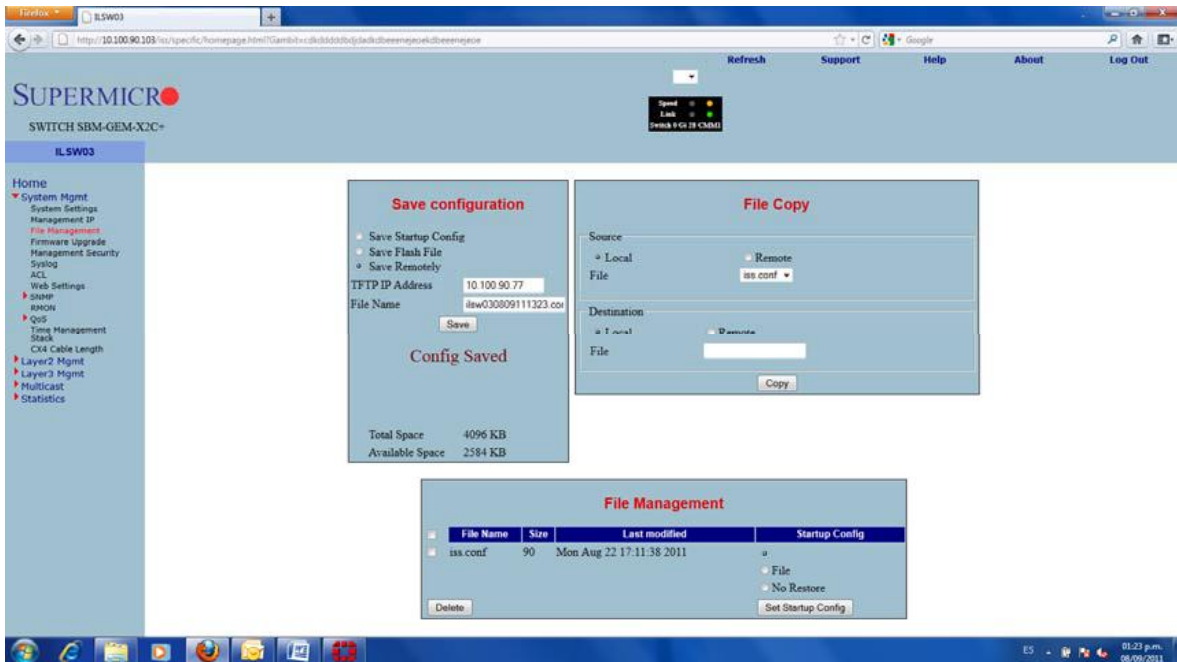 Firefox
ILSW03
http://10.100.90.103/iss/specific/homepage.html?Gambit=
Google
Refresh
Support
Help
About
Log Out
SUPERMICRO
SWITCH SBM-GEM-X2C+
Speed
Link
Switch 0 Gi 28 CMM1
ILSW03
Home
System Mgmt
System Settings
Management IP
File Management
Firmware Upgrade
Management Security
Syslog
ACL
Web Settings
SNMP
RMON
QoS
Time Management
Stack
CX4 Cable Length
Layer2 Mgmt
Layer3 Mgmt
Multicast
Statistics
Save configuration
Save Startup Config
Save Flash File
Save Remotely
TFTP IP Address 10.100.90.77
File Name ilsw030809111323.con
Save
Config Saved
Total Space 4096 KB
Available Space 2584 KB
File Copy
Source
Local Remote
File iss.conf
Destination
Local Remote
File
Copy
File Management
File Name Size Last modified Startup Config
iss.conf 90 Mon Aug 22 17:11:38 2011
File
No Restore
Delete
Set Startup Config
ES
01:23 p.m.
08/09/2011